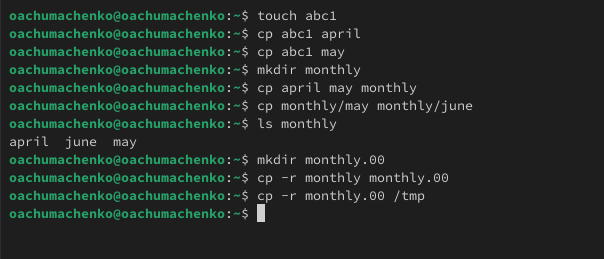 oachumachenko@oachumachenko:~$ touch abc1
oachumachenko@oachumachenko:~$ cp abc1 april
oachumachenko@oachumachenko:~$ cp abc1 may
oachumachenko@oachumachenko:~$ mkdir monthly
oachumachenko@oachumachenko:~$ cp april may monthly
oachumachenko@oachumachenko:~$ cp monthly/may monthly/june
oachumachenko@oachumachenko:~$ ls monthly
april  june  may
oachumachenko@oachumachenko:~$ mkdir monthly.00
oachumachenko@oachumachenko:~$ cp -r monthly monthly.00
oachumachenko@oachumachenko:~$ cp -r monthly.00 /tmp
oachumachenko@oachumachenko:~$